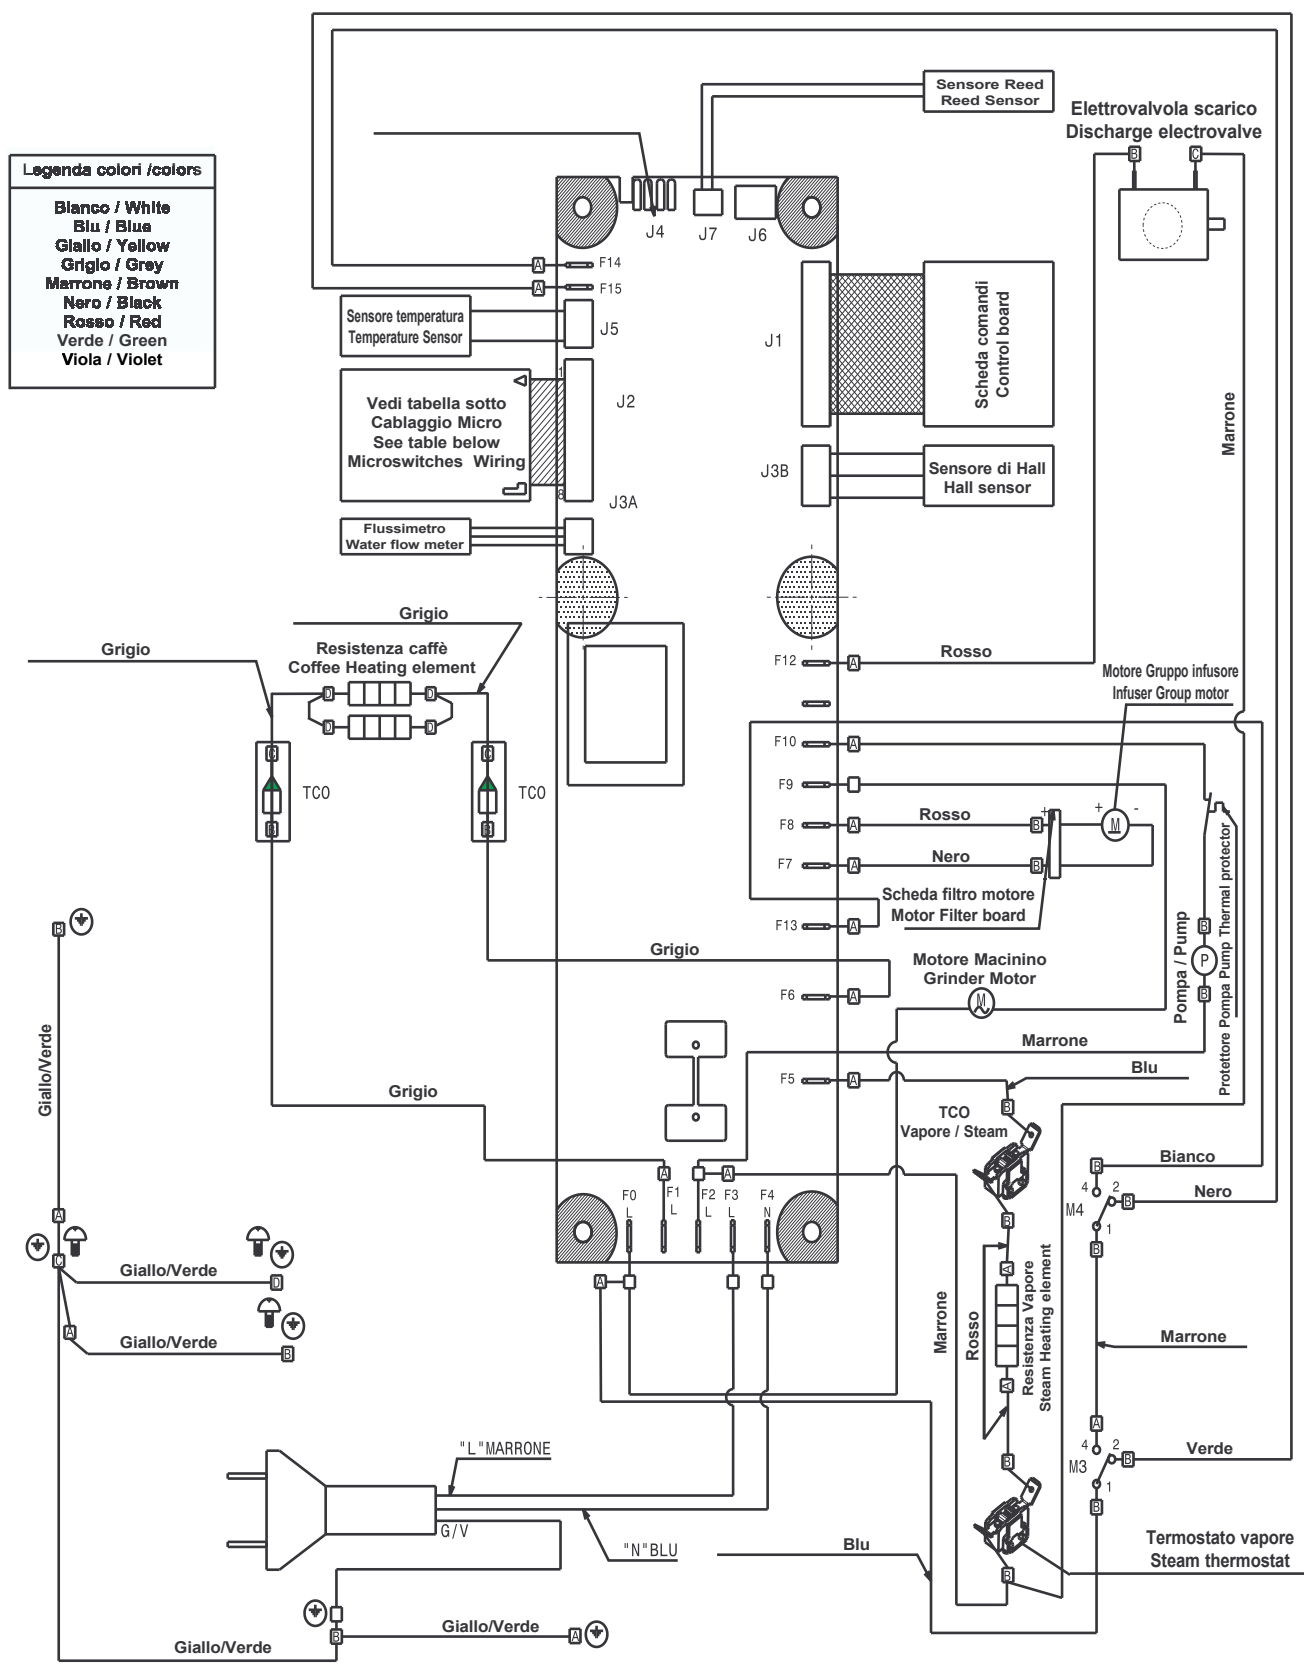 Sensore Reed
Reed Sensor
Elettrovalvola scarico
Discharge electrovalve
B
C
Legenda colori /colors
Bianco / White
Blu / Blue
Giallo / Yellow
Grigio / Grey
Marrone / Brown
Nero / Black
Rosso / Red
Verde / Green
Viola / Violet
J4
J7
J6
A
F14
A
F15
Sensore temperatura
Temperature Sensor
J5
J1
Scheda comandi
Control board
Marrone
Vedi tabella sotto
Cablaggio Micro
See table below
Microswitches Wiring
1
8
J2
J3A
J3B
Sensore di Hall
Hall sensor
Flussimetro
Water flow meter
Grigio
Grigio
Resistenza caffè
Coffee Heating element
D
D
D
D
C
TCO
B
C
TCO
B
F12
A
Rosso
Motore Gruppo infusore
Infuser Group motor
F10
A
F9
F8
A
Rosso
B
+
+
M
-
F7
A
Nero
B
Scheda filtro motore
Motor Filter board
F13
A
Grigio
F6
A
Motore Macinino
Grinder Motor
M
Pompa / Pump
B
P
B
Protettore Pompa Pump Thermal protector
B
Giallo/Verde
Marrone
Blu
F5
A
Grigio
B
TCO
Vapore / Steam
B
A
F0
L
A
F1
L
F2
L
A
F3
L
F4
N
A
Marrone
Rosso
A
A
Resistenza Vapore
Steam Heating element
B
B
Bianco
B
4
2
M4
1
B
Nero
B
Marrone
A
4
2
M3
1
B
Verde
B
A
C
Giallo/Verde
D
A
Giallo/Verde
B
"L"MARRONE
G/V
"N"BLU
Blu
Termostato vapore
Steam thermostat
B
Giallo/Verde
A
Giallo/Verde